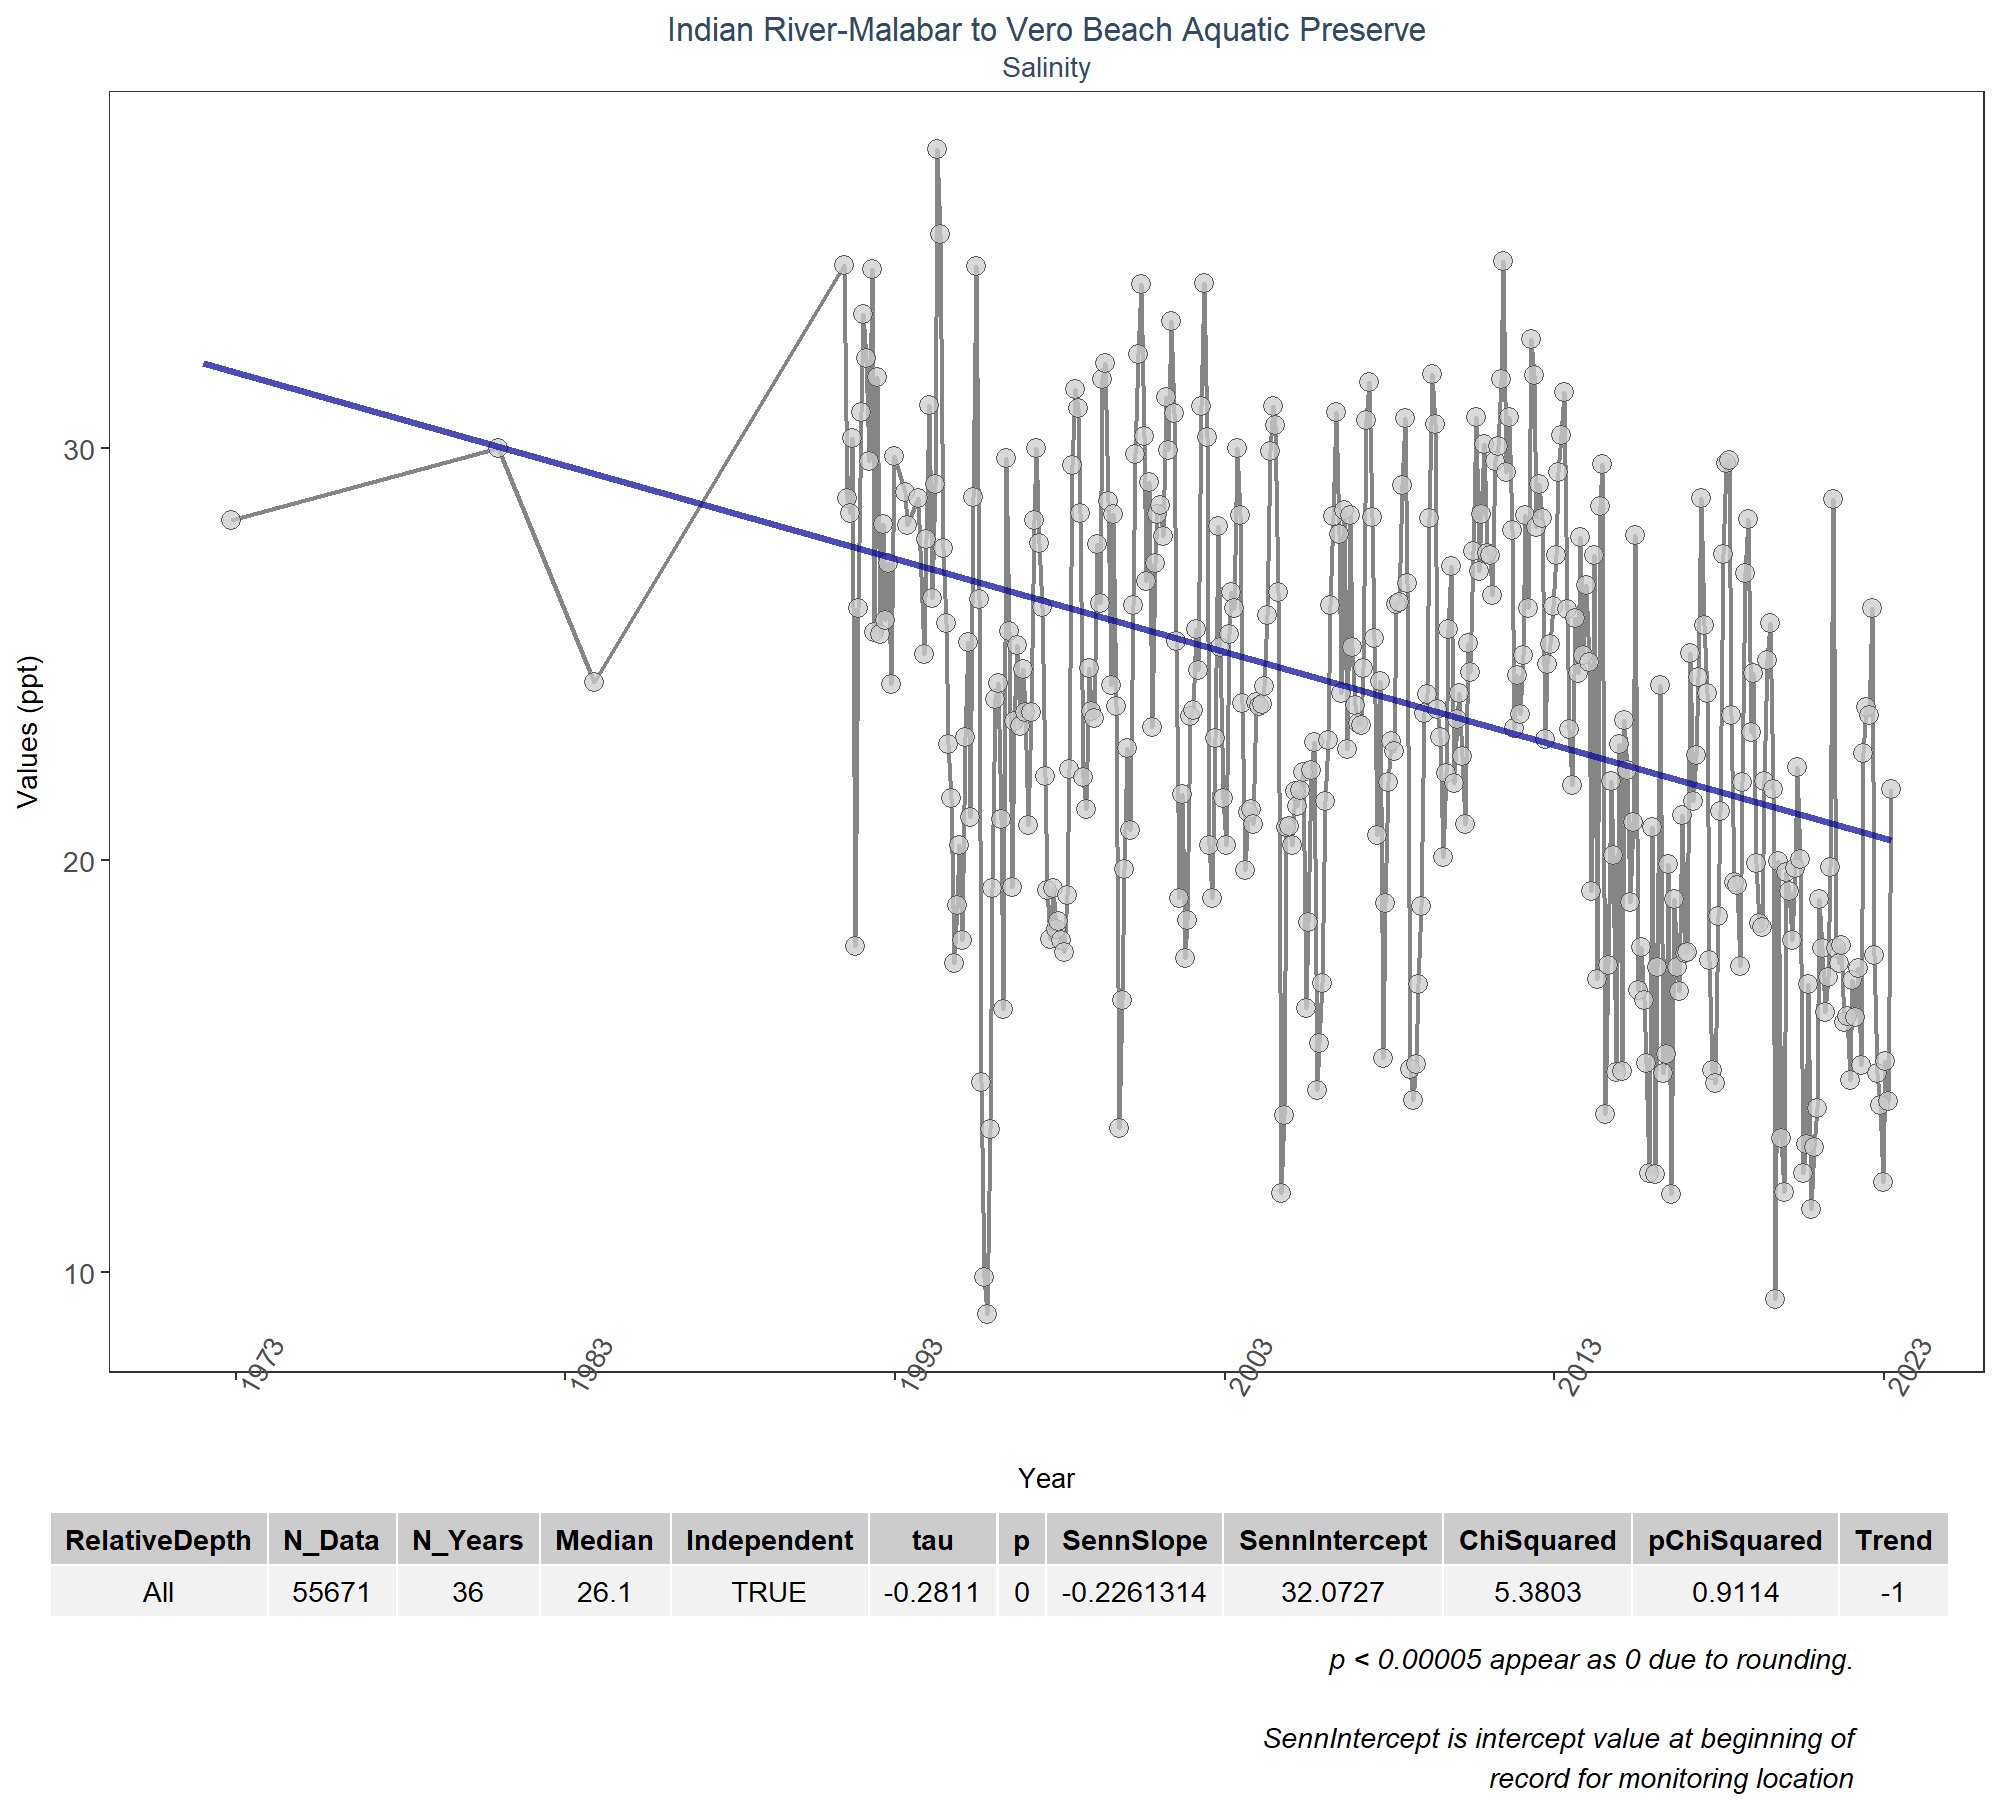 Indian River-Malabar to Vero Beach Aquatic Preserve
Salinity
Values (ppt)
30
20
10
1973 1983 1993 2003 2013 2023
Year
RelativeDepth N_Data N_Years Median Independent tau p SennSlope SennIntercept ChiSquared pChiSquared Trend
All 55671 36 26.1 TRUE -0.2811 0 -0.2261314 32.0727 5.3803 0.9114 -1
p < 0.00005 appear as 0 due to rounding.
SennIntercept is intercept value at beginning of
record for monitoring location